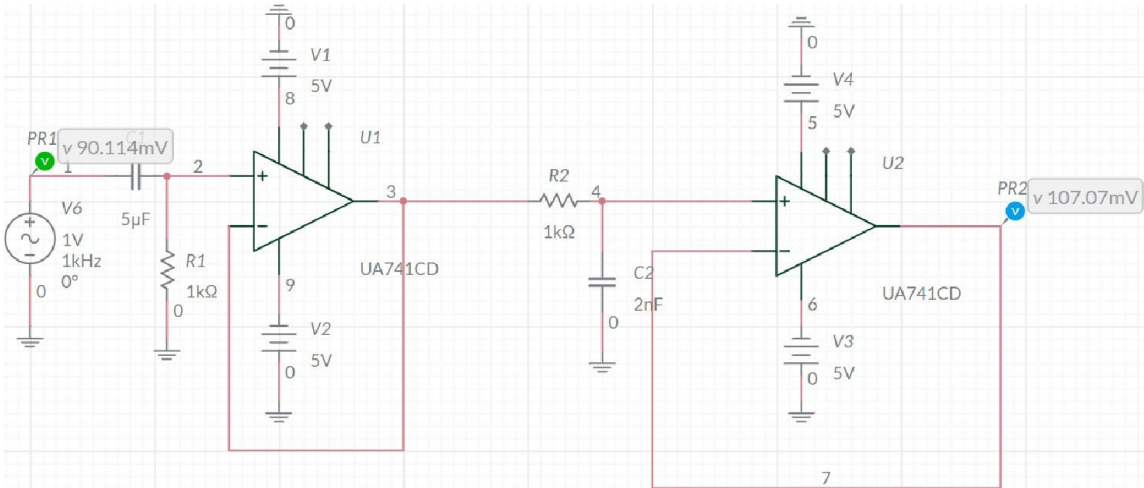 0
V1
5V
8
U1
PR1
v 90.114mV
C1
1
2
+
−
3
5μF
V6
+
−
1V
1kHz
0°
0
R1
1kΩ
0
UA741CD
9
V2
5V
0
R2
1kΩ
4
C2
2nF
0
0
V4
5V
5
U2
+
−
PR2
v 107.07mV
UA741CD
6
V3
5V
0
7
V
V